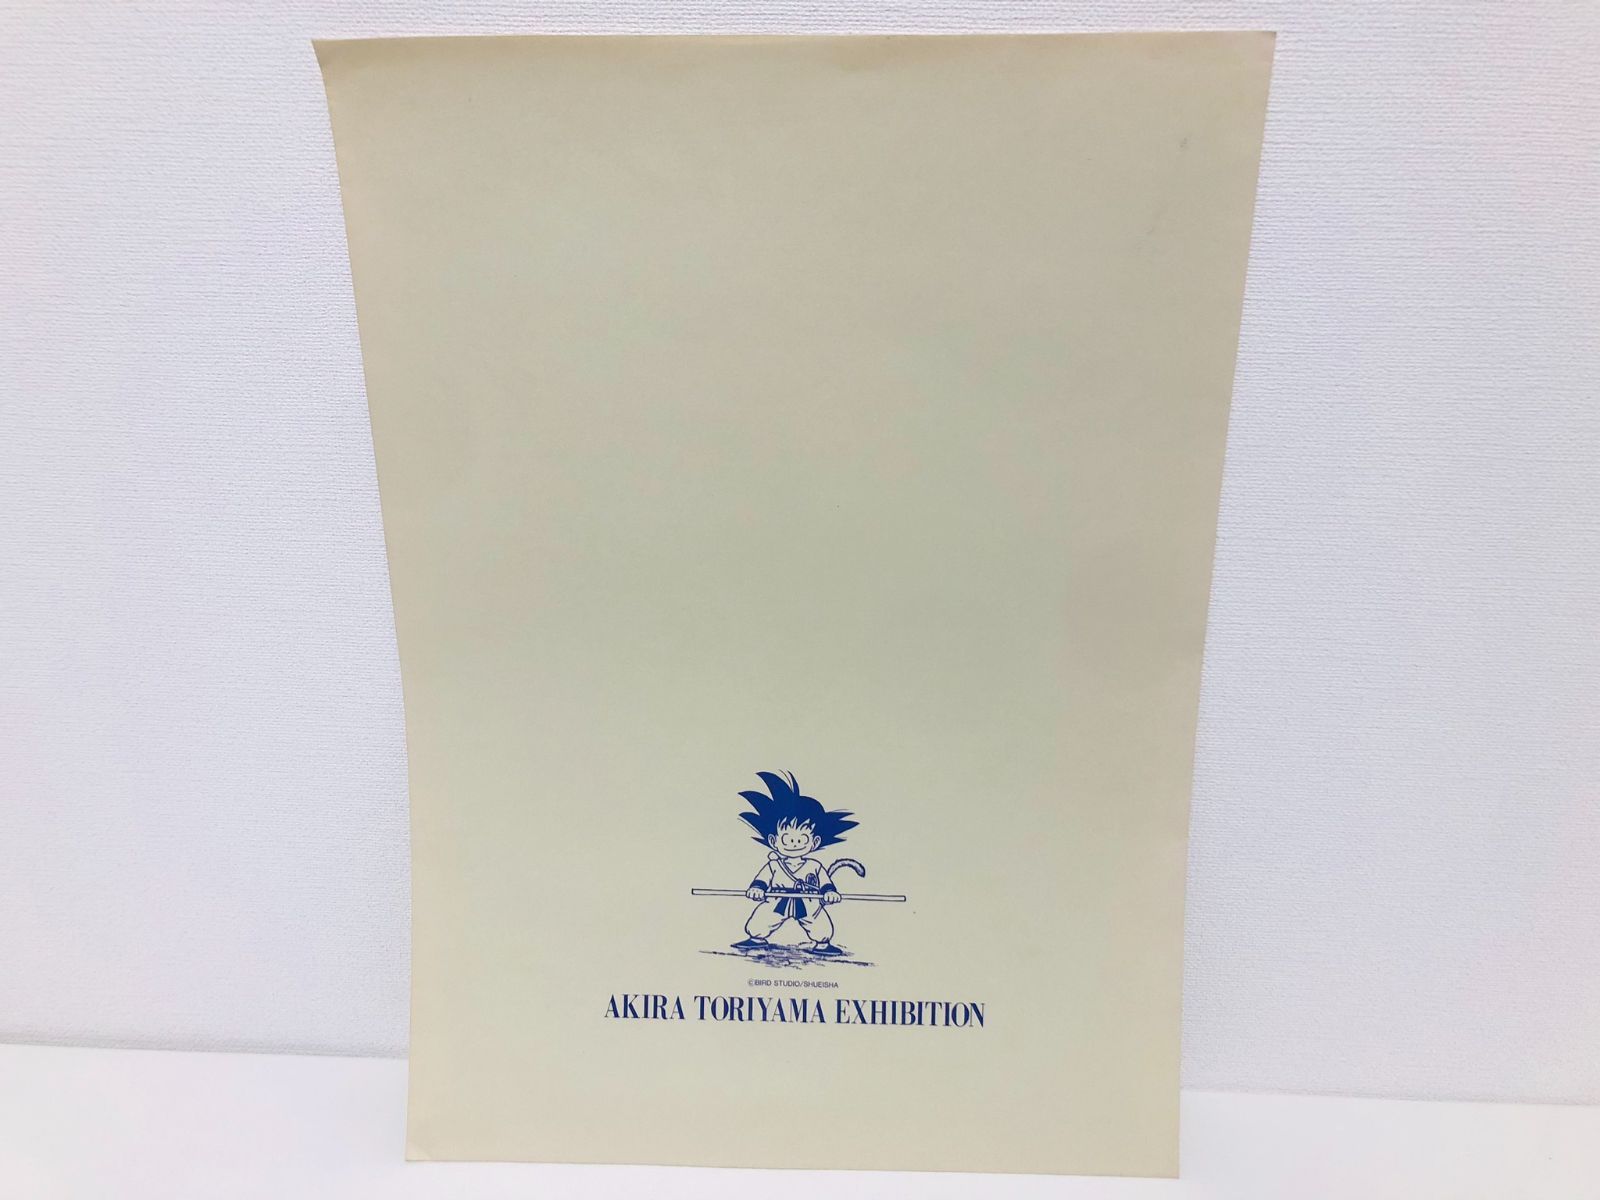 ©BIRD STUDIO/SHUEISHA
AKIRA TORIYAMA EXHIBITION